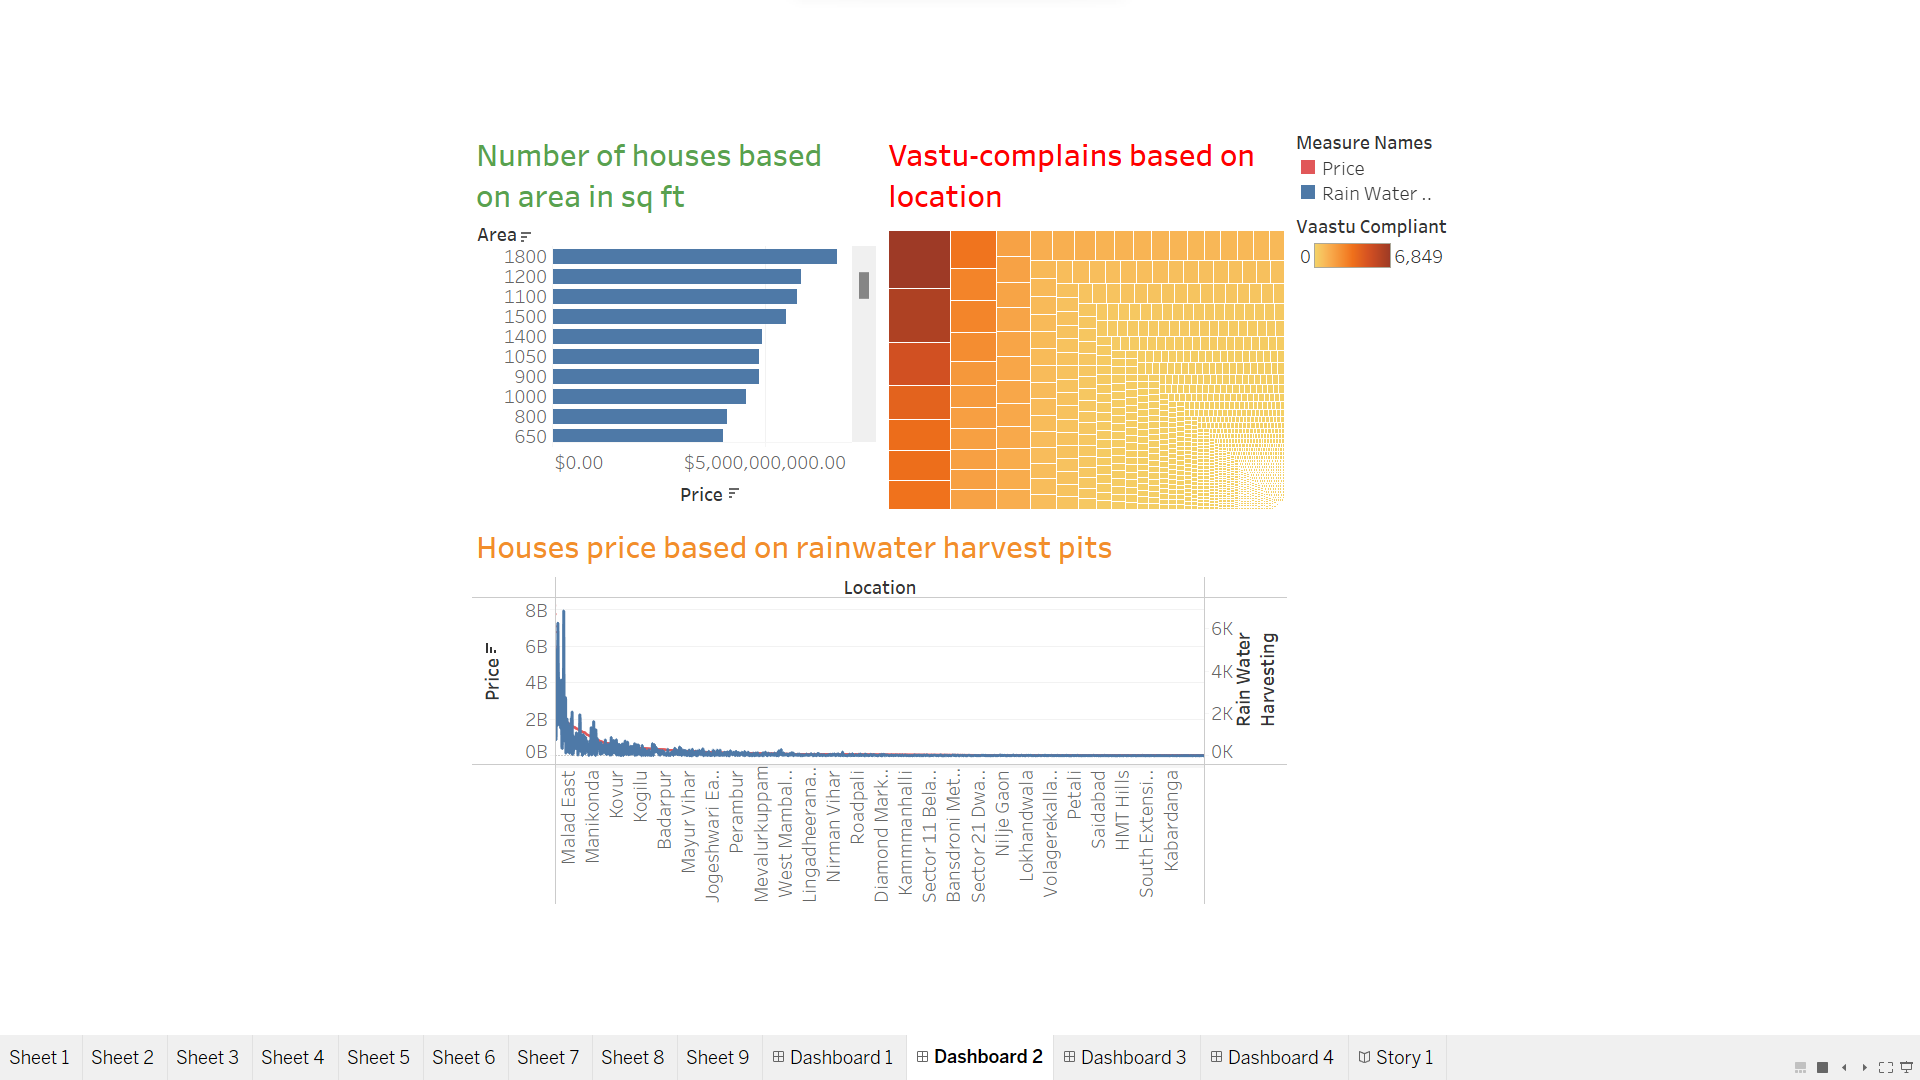 Number of houses based
on area in sq ft
Area
1800
1200
1100
1500
1400
1050
900
1000
800
650
$0.00 $5,000,000,000.00
Price
Vastu-complains based on
location
Measure Names
Price
Rain Water ..
Vaastu Compliant
0 6,849
Houses price based on rainwater harvest pits
Location
Price
8B
6B
4B
2B
0B
6K
4K
2K
0K
Rain Water
Harvesting
Malad East
Manikonda
Kovur
Kogilu
Badarpur
Mayur Vihar
Jogeshwari Ea..
Perambur
Mevalurkuppam
West Mambal..
Lingadheerana..
Nirman Vihar
Roadpali
Diamond Mark..
Kammmanhalli
Sector 11 Bela..
Bansdroni Met..
Sector 21 Dwa..
Nilje Gaon
Lokhandwala
Volagerekalla..
Petali
Saidabad
HMT Hills
South Extensi..
Kabardanga
Sheet 1 Sheet 2 Sheet 3 Sheet 4 Sheet 5 Sheet 6 Sheet 7 Sheet 8 Sheet 9 Dashboard 1 Dashboard 2 Dashboard 3 Dashboard 4 Story 1